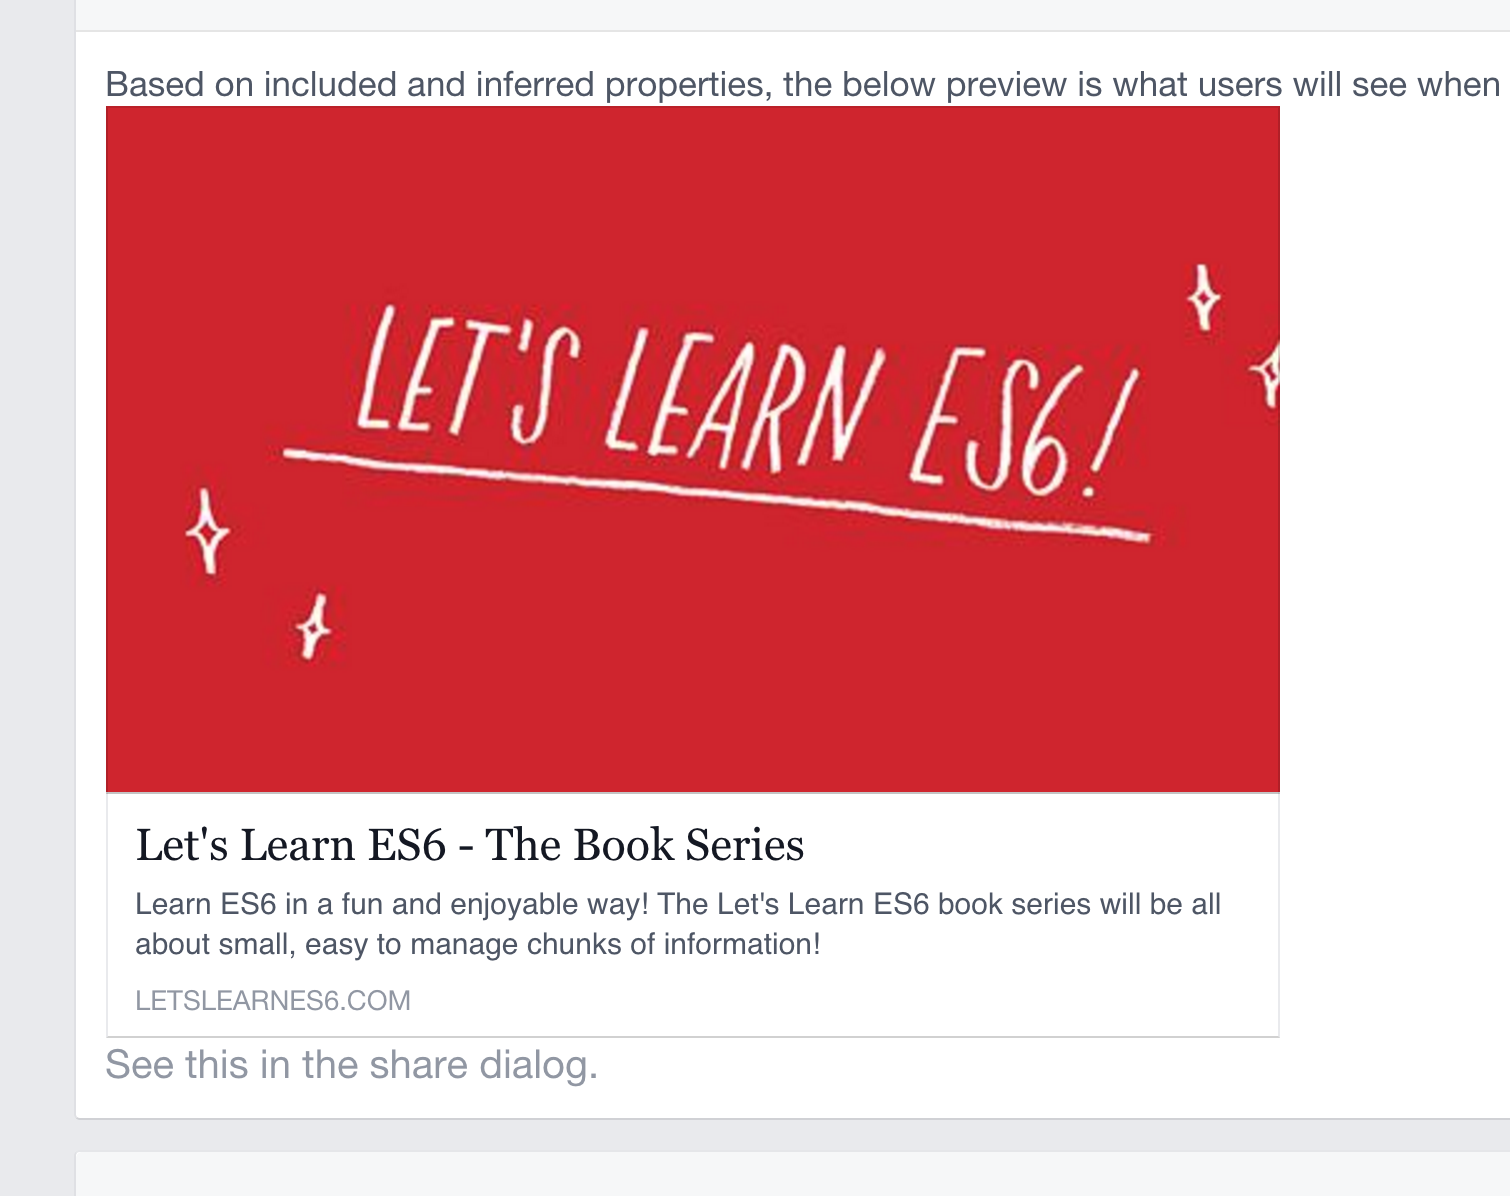 Based on included and inferred properties, the below preview is what users will see when
LET'S LEARN ES6!
Let's Learn ES6 - The Book Series
Learn ES6 in a fun and enjoyable way! The Let's Learn ES6 book series will be all
about small, easy to manage chunks of information!
LETSLEARNES6.COM
See this in the share dialog.